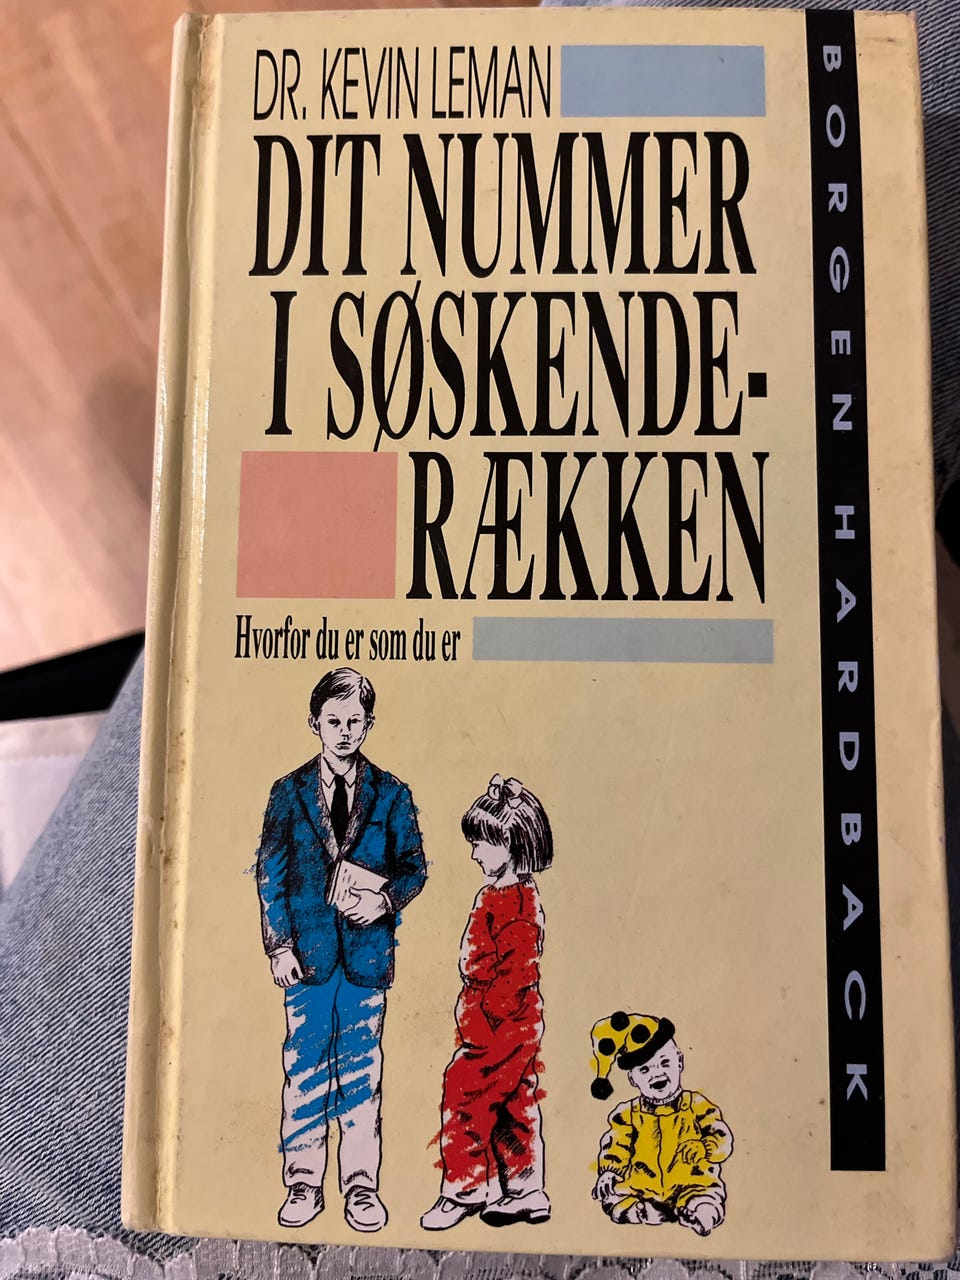 DR. KEVIN LEMAN
DIT NUMMER
I SØSKENDE-
RÆKKEN
Hvorfor du er som du er
BORGEN HARDBACK